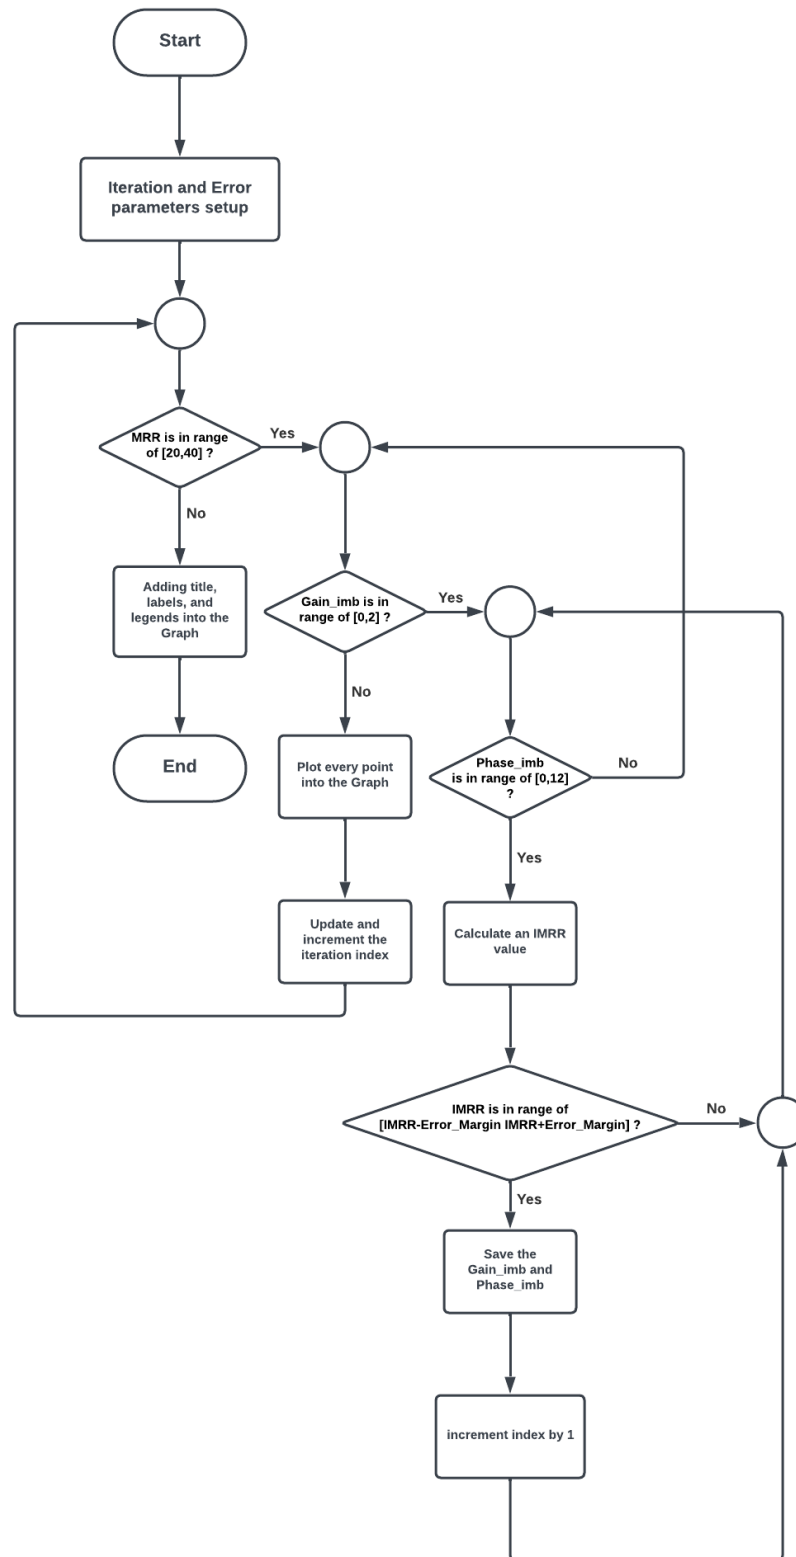 Start
Iteration and Error
parameters setup
MRR is in range
of [20,40] ?
Yes
No
Adding title,
labels, and
legends into the
Graph
End
Gain_imb is in
range of [0,2] ?
Yes
No
Plot every point
into the Graph
Update and
increment the
iteration index
Phase_imb
is in range of [0,12]
?
No
Yes
Calculate an IMRR
value
IMRR is in range of
[IMRR-Error_Margin IMRR+Error_Margin] ?
No
Yes
Save the
Gain_imb and
Phase_imb
increment index by 1